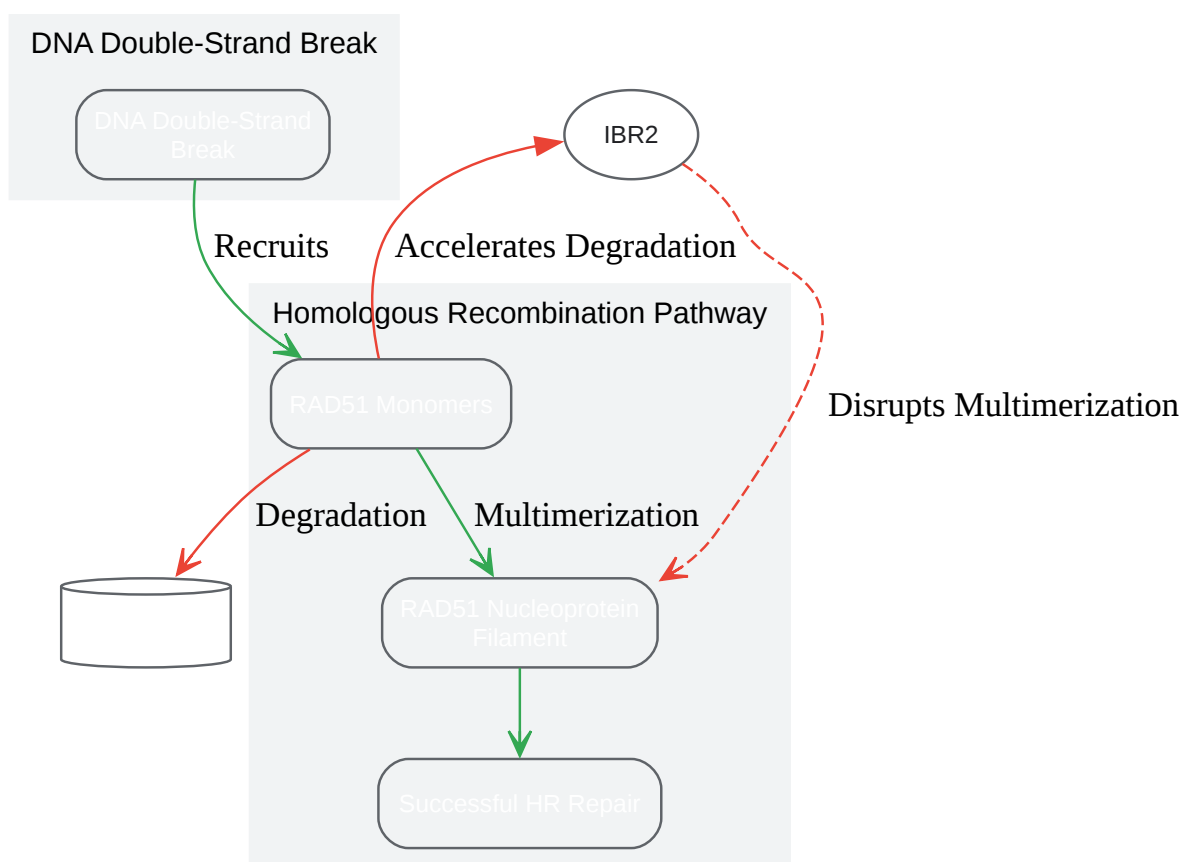 DNA Double-Strand Break
DNA Double-Strand
Break
IBR2
Recruits
Accelerates Degradation
Homologous Recombination Pathway
RAD51 Monomers
Disrupts Multimerization
Degradation
Multimerization
RAD51 Nucleoprotein
Filament
Successful HR Repair